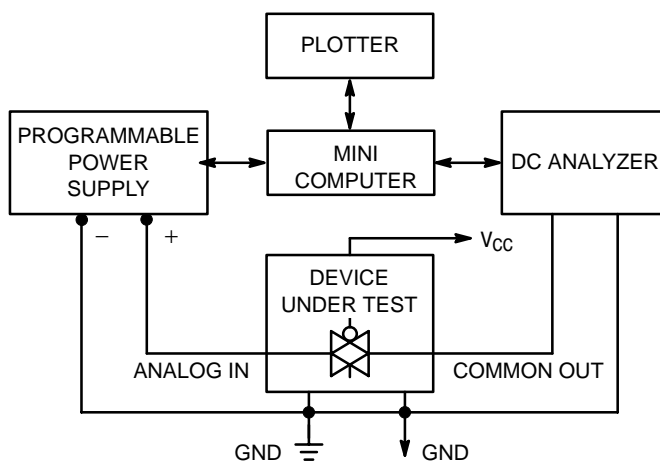 PLOTTER
PROGRAMMABLE
POWER
SUPPLY
MINI
COMPUTER
DC ANALYZER
− +
VCC
DEVICE
UNDER TEST
ANALOG IN
COMMON OUT
GND
GND